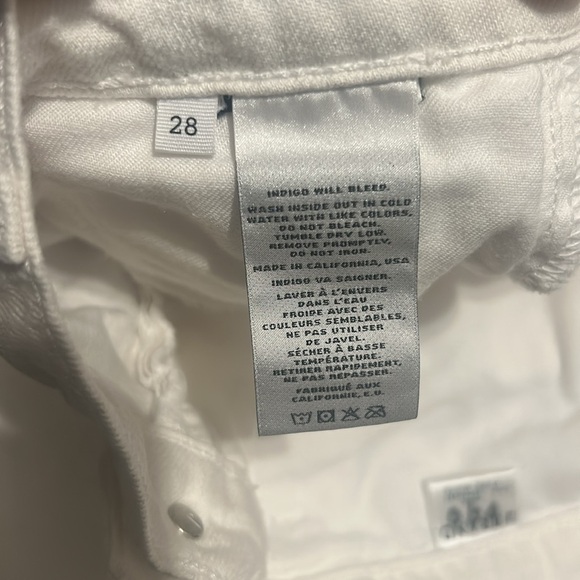 28
INDIGO WILL BLEED.
WASH INSIDE OUT IN COLD
WATER WITH LIKE COLORS,
DO NOT BLEACH.
TUMBLE DRY LOW.
REMOVE PROMPTLY,
DO NOT IRON.
MADE IN CALIFORNIA, USA
INDIGO VA SAIGNER.
LAVER À L'ENVERS
DANS L'EAU
FROIDE AVEC DES
COULEURS SEMBLABLES,
NE PAS UTILISER
DE JAVEL.
SÉCHER À BASSE
TEMPÉRATURE.
RETIRER RAPIDEMENT,
NE PAS REPASSER.
FABRIQUÉ AUX
CALIFORNIE, E.U.